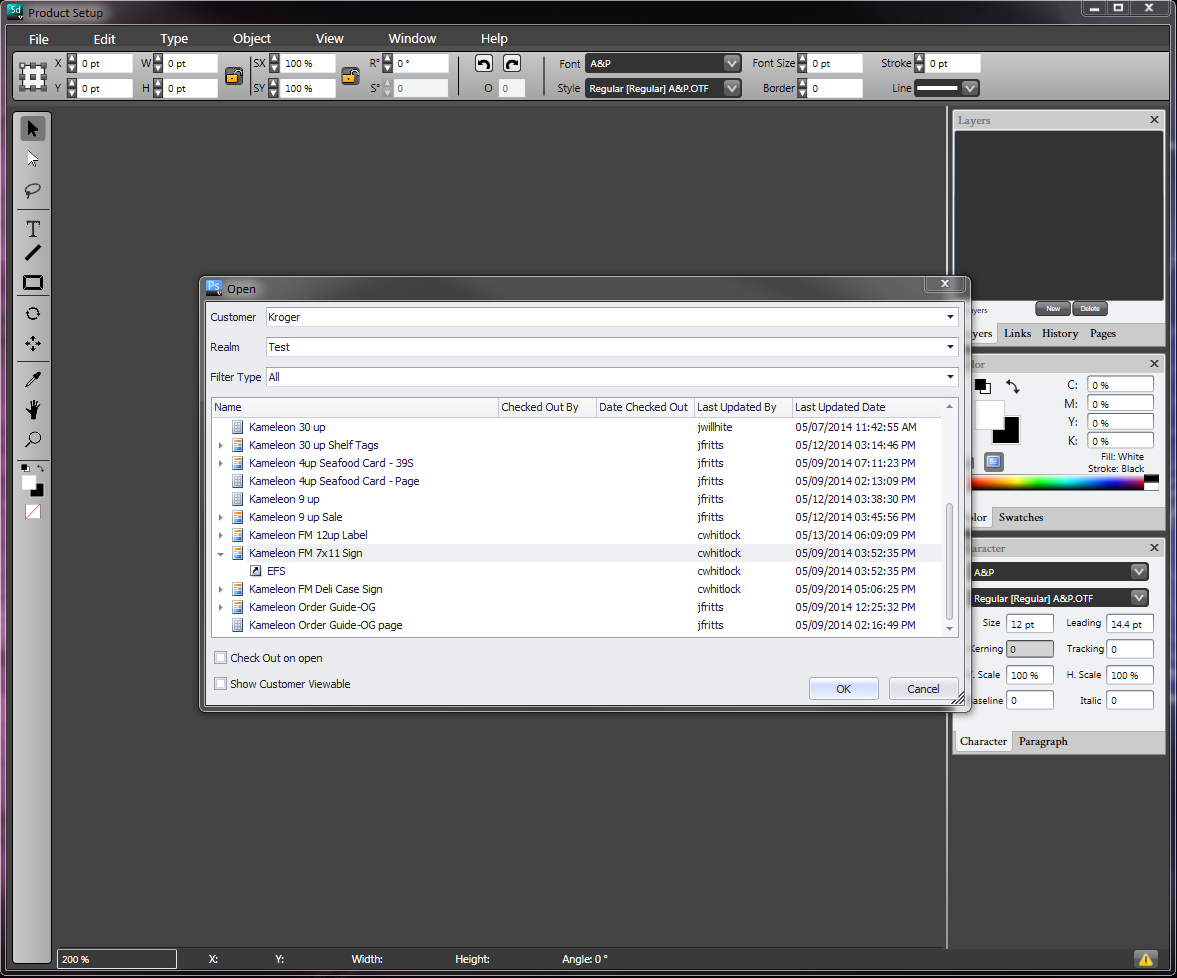 Sd Product Setup
File Edit Type Object View Window Help
X 0 pt W 0 pt SX 100 % R° 0 ° Font A&P Font Size 0 pt Stroke 0 pt
Y 0 pt H 0 pt SY 100 % S° 0 O 0 Style Regular [Regular] A&P.OTF Border 0 Line
T
Layers
yers New Delete
yers Links History Pages
lor
C: 0 %
M: 0 %
Y: 0 %
K: 0 %
Fill: White
Stroke: Black
lor Swatches
aracter
A&P
Regular [Regular] A&P.OTF
Size 12 pt Leading 14.4 pt
Kerning 0 Tracking 0
. Scale 100 % H. Scale 100 %
aseline 0 Italic 0
Character Paragraph
Ps Open
Customer Kroger
Realm Test
Filter Type All
Name Checked Out By Date Checked Out Last Updated By Last Updated Date
Kameleon 30 up jwillhite 05/07/2014 11:42:55 AM
Kameleon 30 up Shelf Tags jfritts 05/12/2014 03:14:46 PM
Kameleon 4up Seafood Card - 39S jfritts 05/09/2014 07:11:23 PM
Kameleon 4up Seafood Card - Page jfritts 05/09/2014 02:13:09 PM
Kameleon 9 up jfritts 05/12/2014 03:38:30 PM
Kameleon 9 up Sale jfritts 05/12/2014 03:45:56 PM
Kameleon FM 12up Label cwhitlock 05/13/2014 06:09:09 PM
Kameleon FM 7x11 Sign cwhitlock 05/09/2014 03:52:35 PM
EFS cwhitlock 05/09/2014 03:52:35 PM
Kameleon FM Deli Case Sign cwhitlock 05/09/2014 05:06:25 PM
Kameleon Order Guide-OG jfritts 05/09/2014 12:25:32 PM
Kameleon Order Guide-OG page jfritts 05/09/2014 02:16:49 PM
Check Out on open
Show Customer Viewable
OK Cancel
200 % X: Y: Width: Height: Angle: 0 °